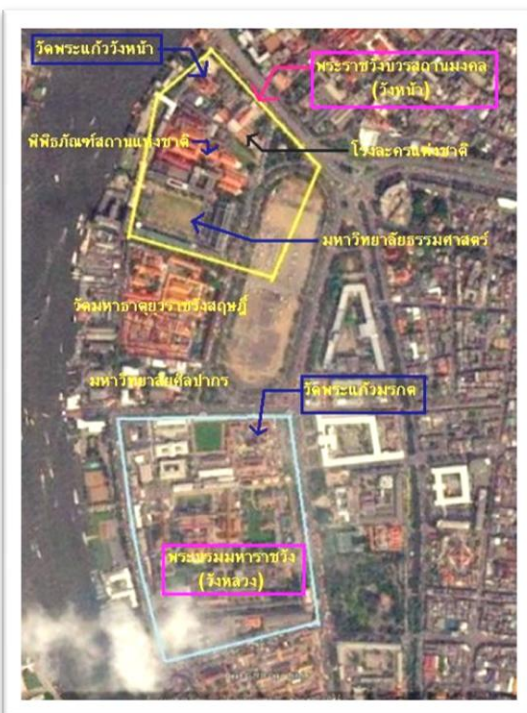 วัดพระแก้ววังหน้า
พระราชวังบวรสถานมงคล
(วังหน้า)
พิพิธภัณฑ์สถานแห่งชาติ
โรงละครแห่งชาติ
มหาวิทยาลัยธรรมศาสตร์
วัดมหาธาตุยุวราชรังสฤษฎิ์
มหาวิทยาลัยศิลปากร
วัดพระแก้วมรกต
พระบรมมหาราชวัง
(วังหลวง)